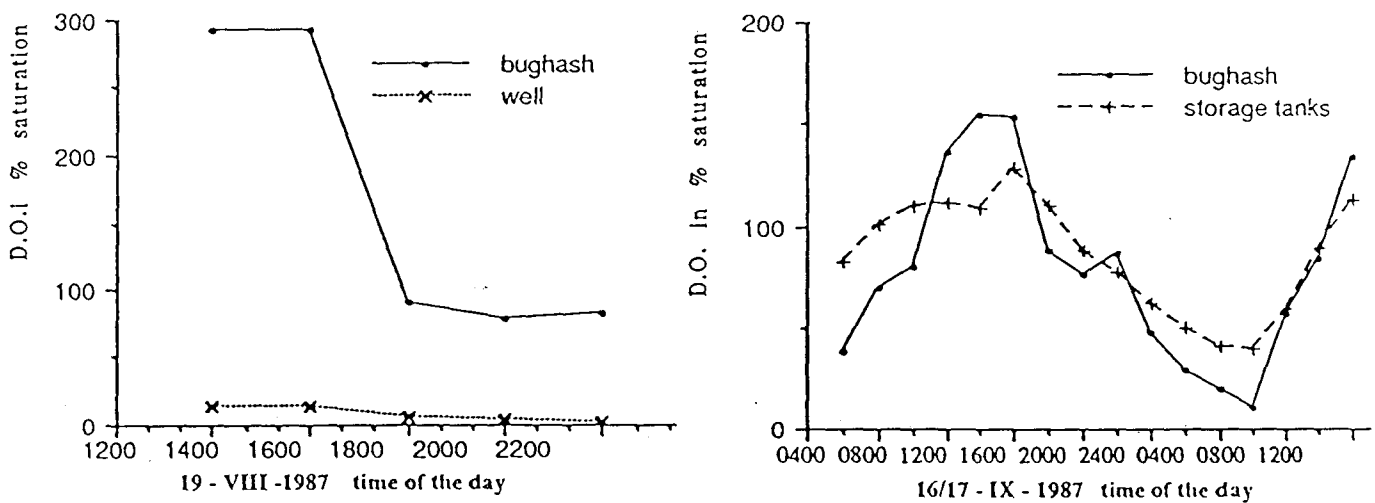 D.O.i % saturation
300
200
100
0
bughash
well
1200 1400 1600 1800 2000 2200
19 - VIII -1987 time of the day
D.O. in % saturation
200
100
0
bughash
storage tanks
0400 0800 1200 1600 2000 2400 0400 0800 1200
16/17 - IX - 1987 time of the day